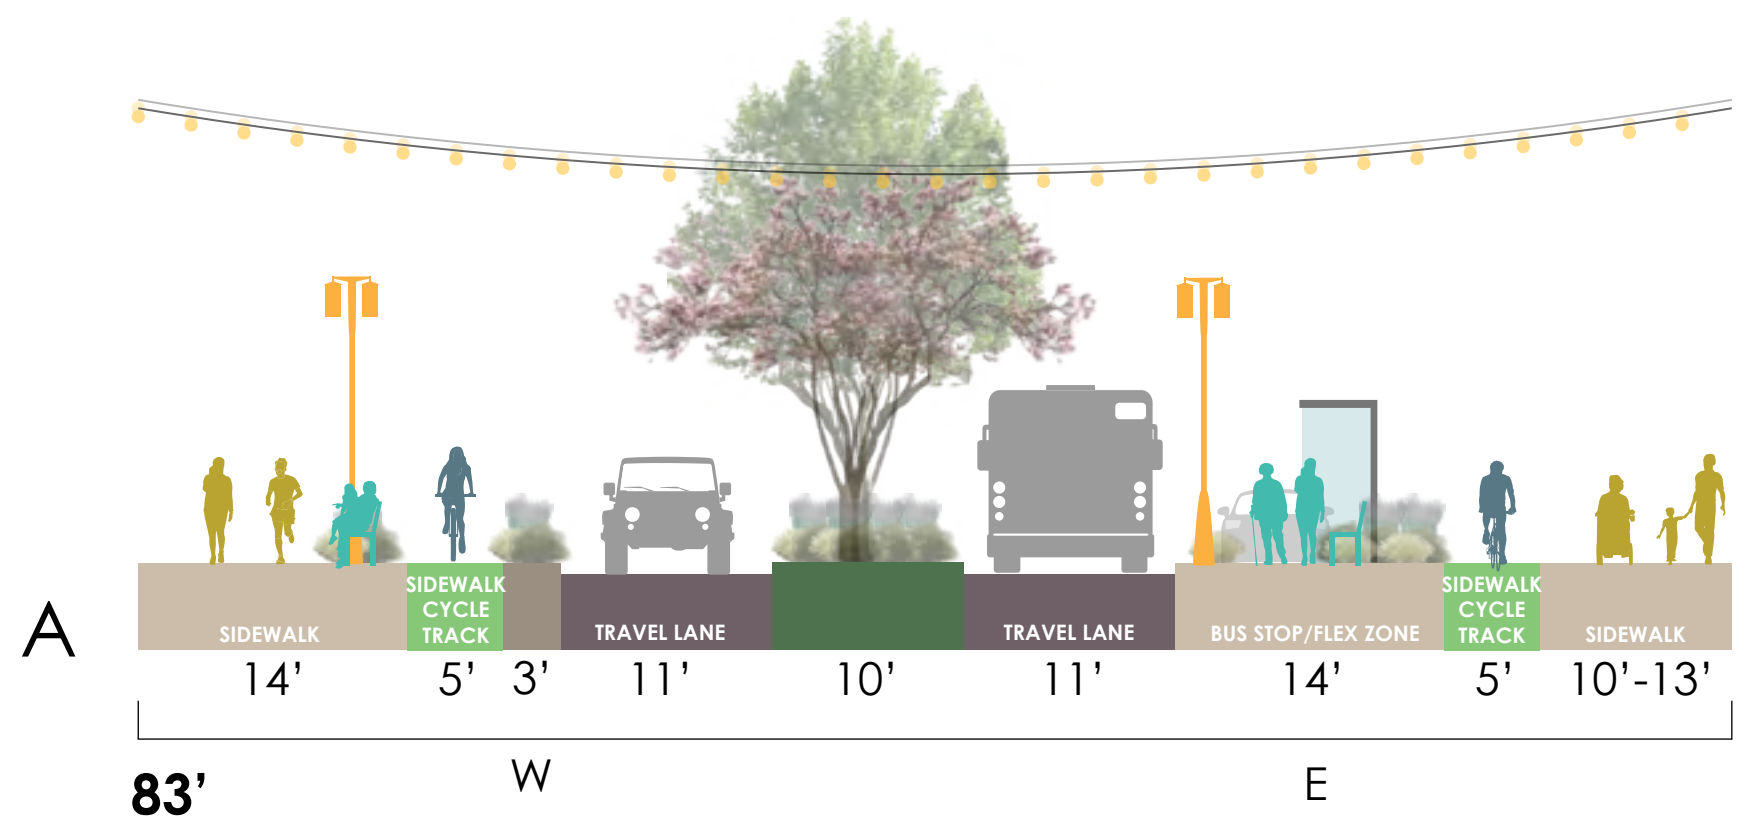 SIDEWALK
SIDEWALK
CYCLE
TRACK
TRAVEL LANE
TRAVEL LANE
BUS STOP/FLEX ZONE
SIDEWALK
CYCLE
TRACK
SIDEWALK
A
14’ 5’ 3’ 11’ 10’ 11’ 14’ 5’ 10’-13’
W E
83’